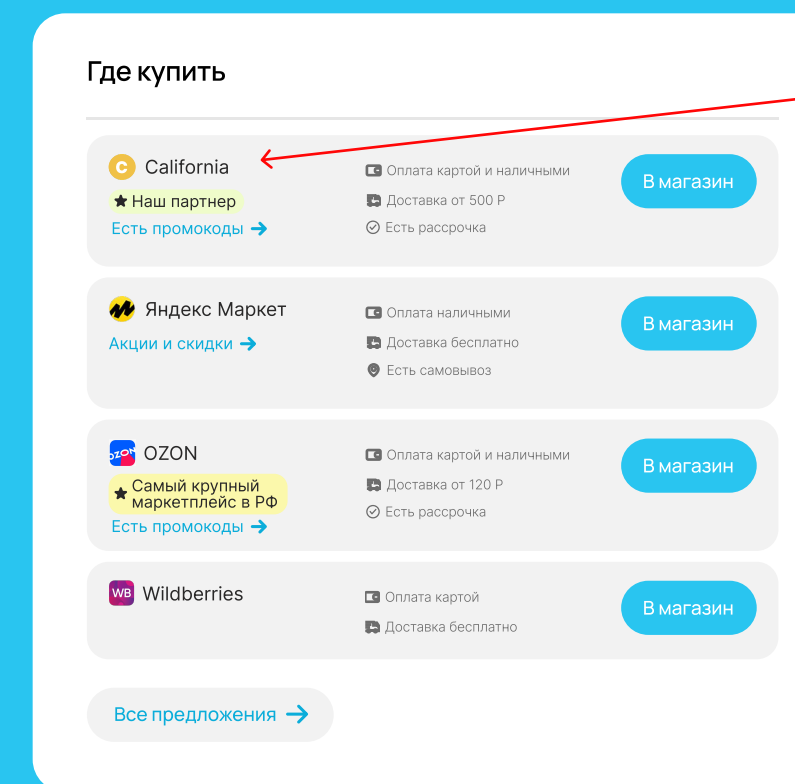 Где купить
C California
Наш партнер
Есть промокоды
Оплата картой и наличными
Доставка от 500 Р
Есть рассрочка
В магазин
Яндекс Маркет
Акции и скидки
Оплата наличными
Доставка бесплатно
Есть самовывоз
В магазин
OZON OZON
Самый крупный
маркетплейс в РФ
Есть промокоды
Оплата картой и наличными
Доставка от 120 Р
Есть рассрочка
В магазин
WB Wildberries
Оплата картой
Доставка бесплатно
В магазин
Все предложения